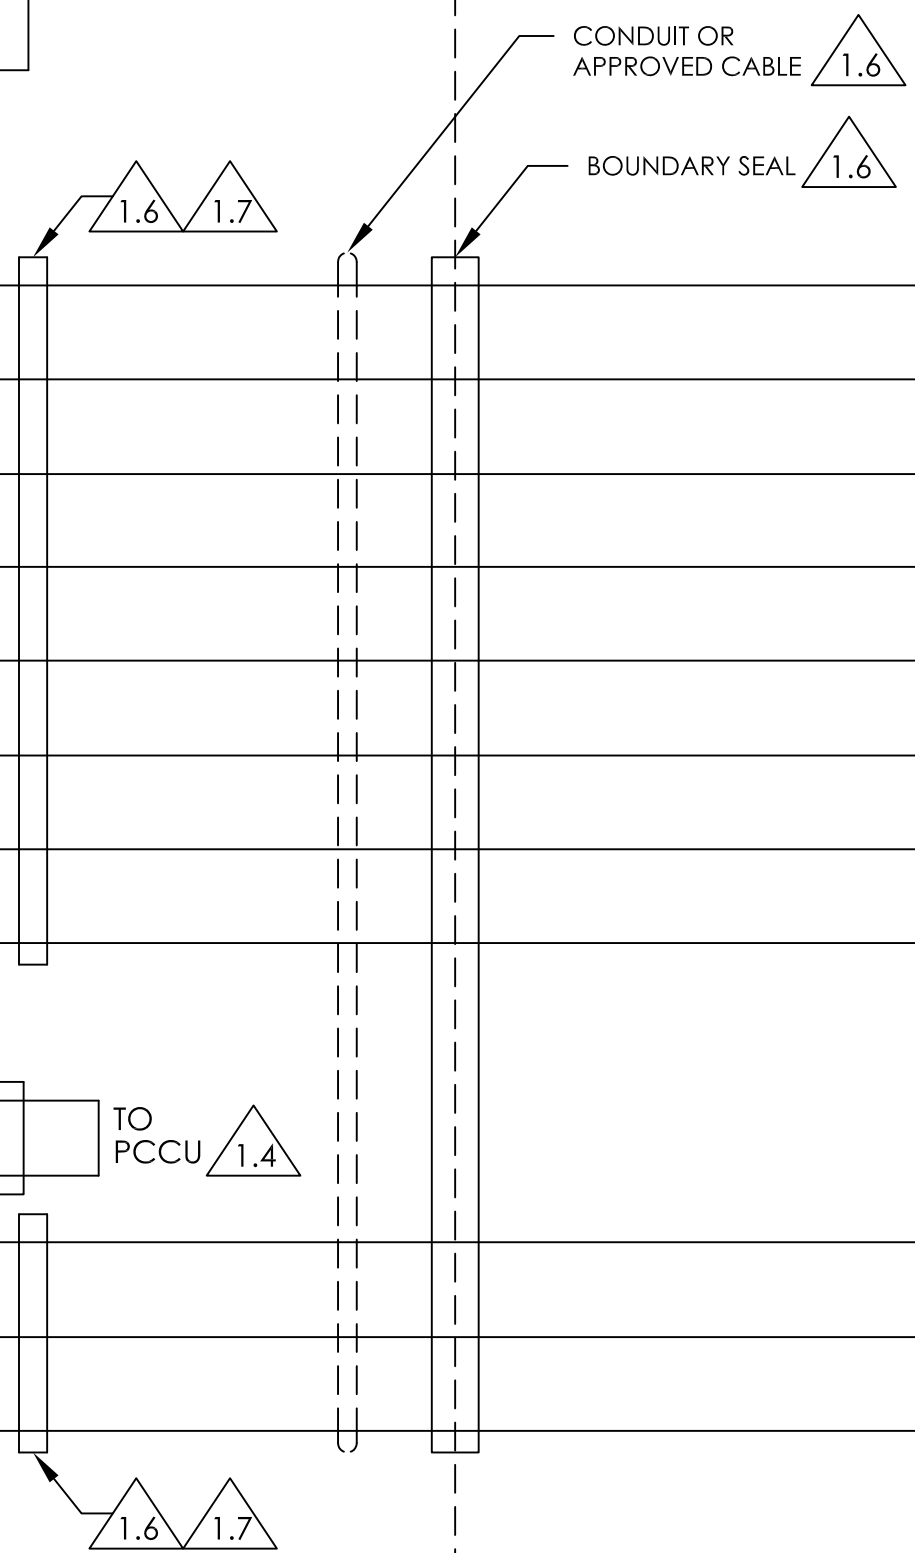 CONDUIT OR
APPROVED CABLE 1.6
BOUNDARY SEAL 1.6
1.6 1.7
TO
PCCU 1.4
1.6 1.7